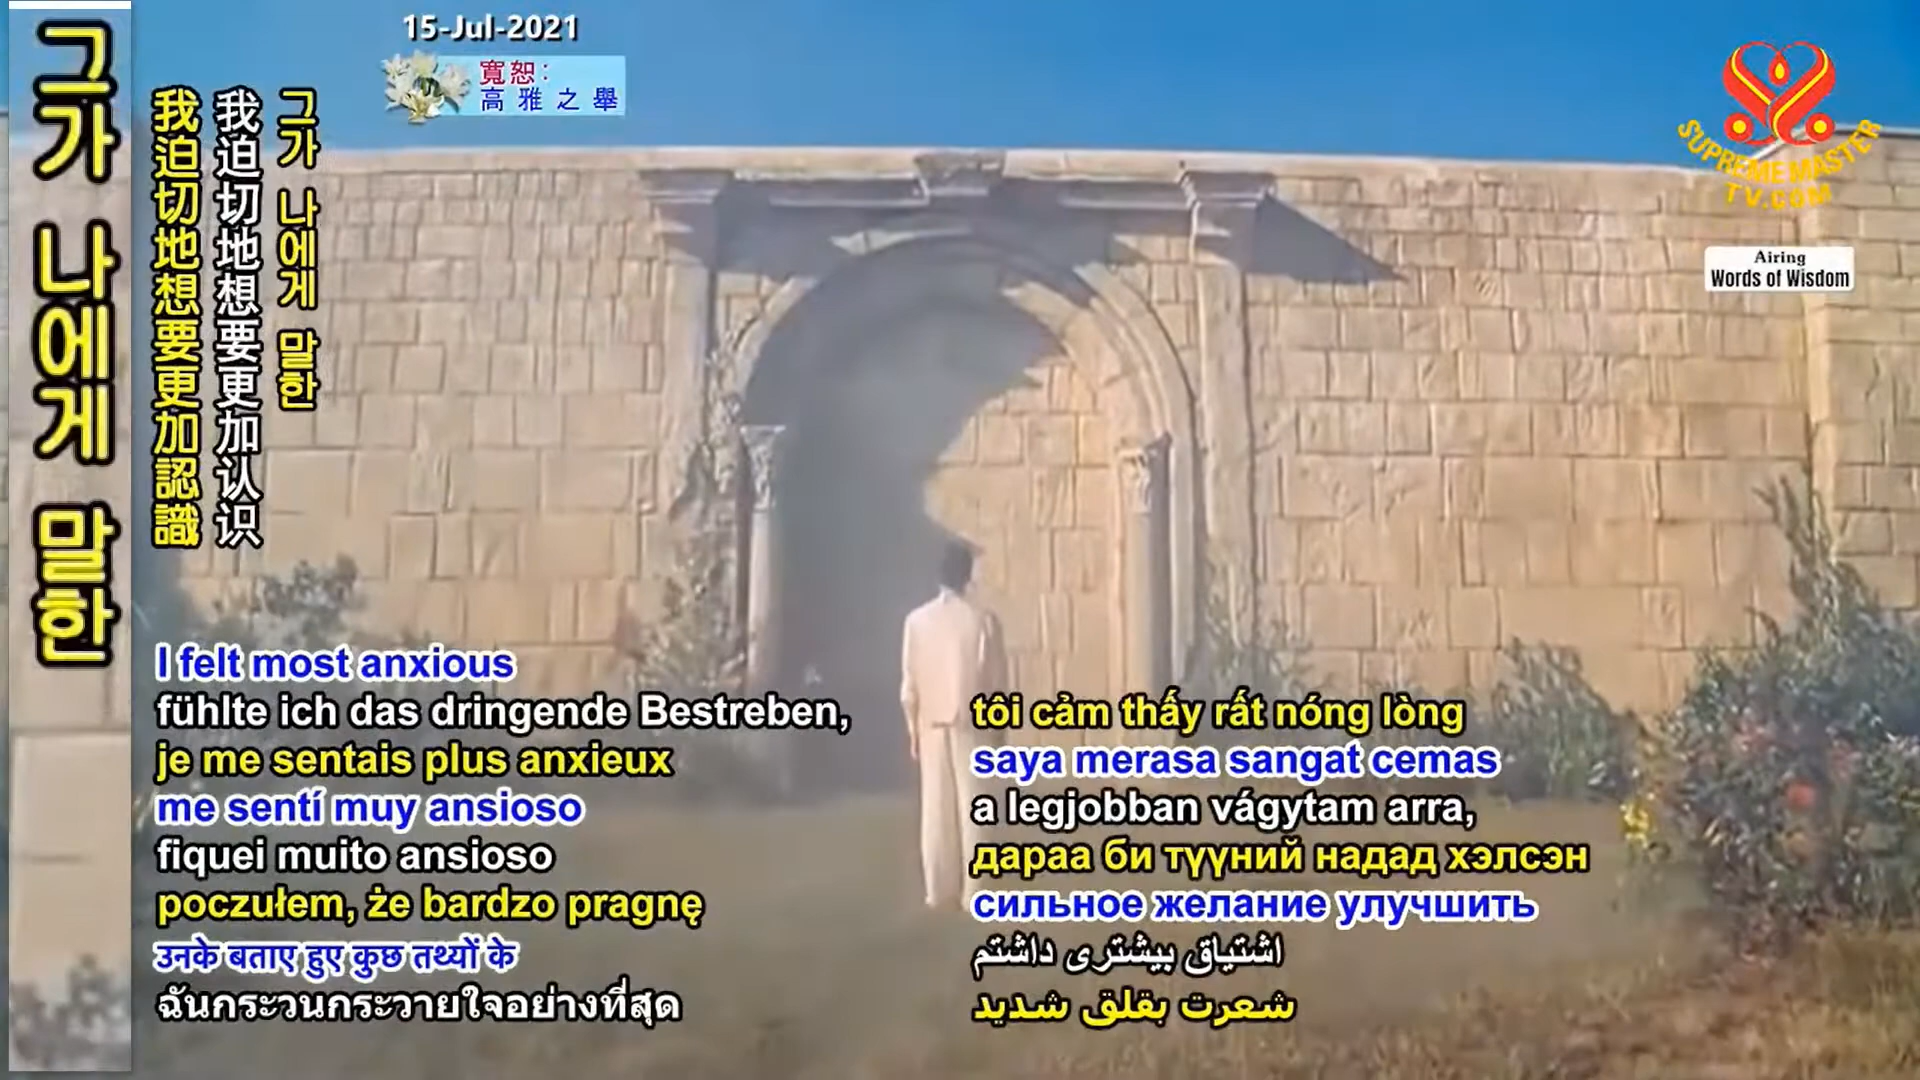 그가 나에게 말한
15-Jul-2021
寬恕：
高雅之舉
그가 나에게 말한
我迫切地想要更加认识
我迫切地想要更加認識
SUPREME MASTER
TV.COM
Airing
Words of Wisdom
I felt most anxious
fühlte ich das dringende Bestreben,
je me sentais plus anxieux
me sentí muy ansioso
fiquei muito ansioso
poczułem, że bardzo pragnę
उनके बताए हुए कुछ तथ्यों के
ฉันกระวนกระวายใจอย่างที่สุด
tôi cảm thấy rất nóng lòng
saya merasa sangat cemas
a legjobban vágytam arra,
дараа би түүний надад хэлсэн
сильное желание улучшить
اشتیاق بیشتری داشتم
شعرت بقلق شديد